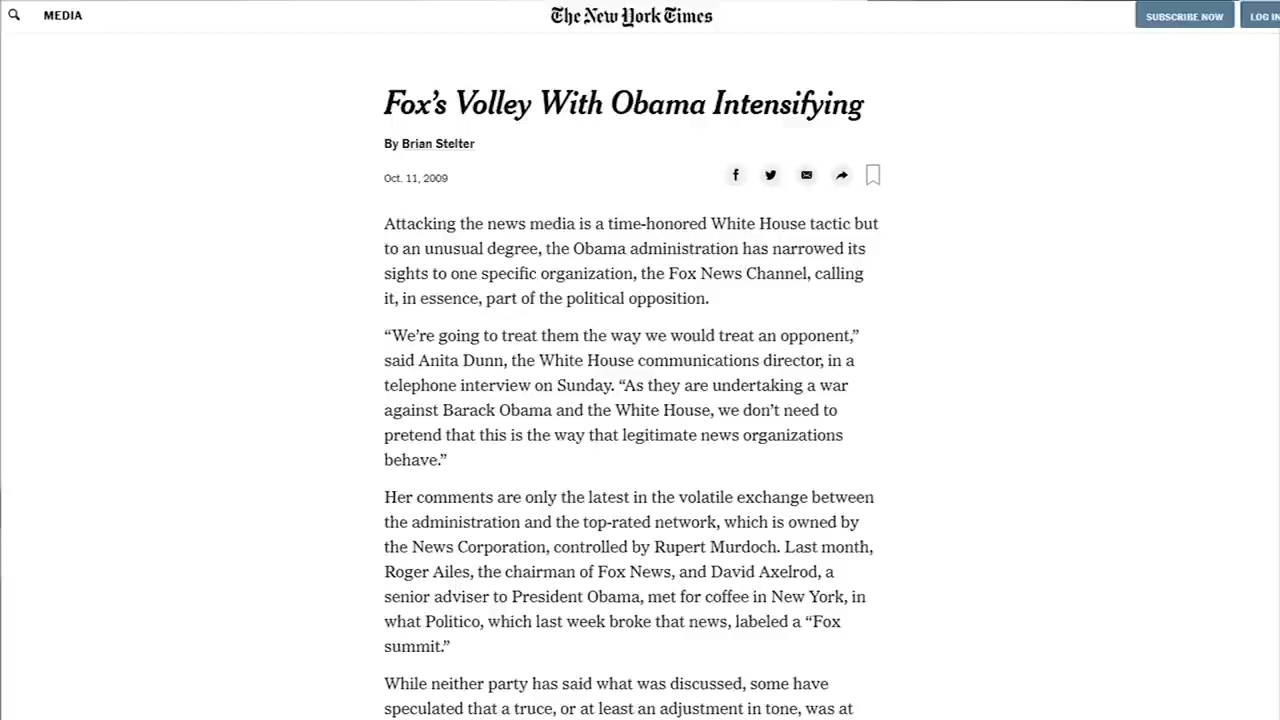 MEDIA
The New York Times
SUBSCRIBE NOW
LOG IN
Fox's Volley With Obama Intensifying
By Brian Stelter
Oct. 11, 2009
Attacking the news media is a time-honored White House tactic but
to an unusual degree, the Obama administration has narrowed its
sights to one specific organization, the Fox News Channel, calling
it, in essence, part of the political opposition.
“We’re going to treat them the way we would treat an opponent,”
said Anita Dunn, the White House communications director, in a
telephone interview on Sunday. “As they are undertaking a war
against Barack Obama and the White House, we don’t need to
pretend that this is the way that legitimate news organizations
behave.”
Her comments are only the latest in the volatile exchange between
the administration and the top-rated network, which is owned by
the News Corporation, controlled by Rupert Murdoch. Last month,
Roger Ailes, the chairman of Fox News, and David Axelrod, a
senior adviser to President Obama, met for coffee in New York, in
what Politico, which last week broke that news, labeled a “Fox
summit.”
While neither party has said what was discussed, some have
speculated that a truce, or at least an adjustment in tone, was at